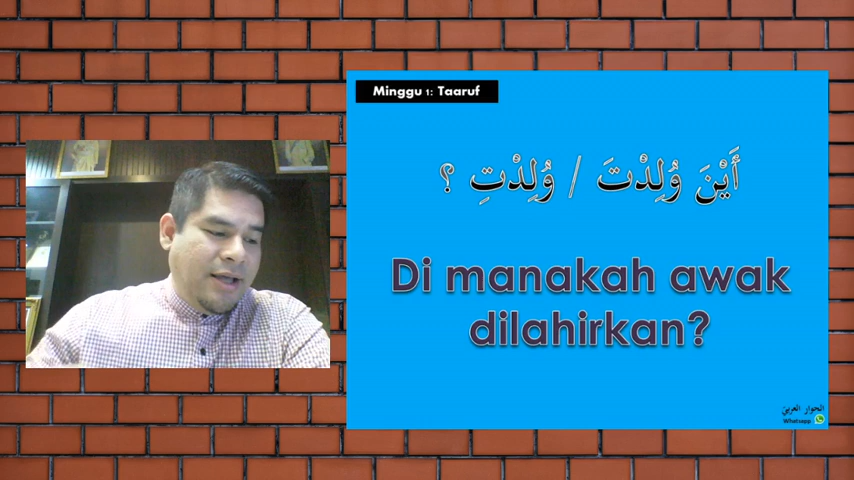 Minggu 1: Taaruf
أَيْنَ وُلِدْتَ / وُلِدْتِ ؟
Di manakah awak
dilahirkan?
الحوار العربي
Whatsapp